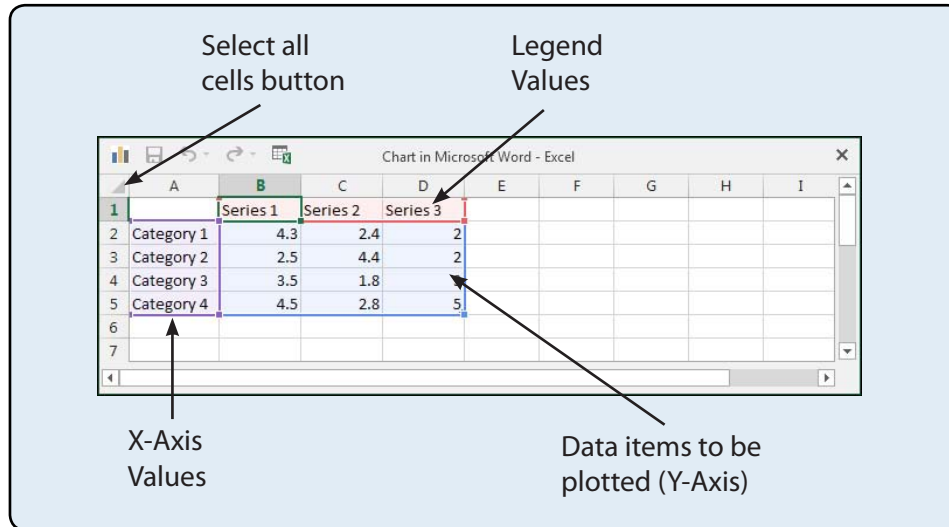 Select all
cells button
Legend
Values
Chart in Microsoft Word - Excel
A B C D E F G H I
1 Series 1 Series 2 Series 3
2 Category 1 4.3 2.4 2
3 Category 2 2.5 4.4 2
4 Category 3 3.5 1.8
5 Category 4 4.5 2.8 5
6
7
X-Axis
Values
Data items to be
plotted (Y-Axis)